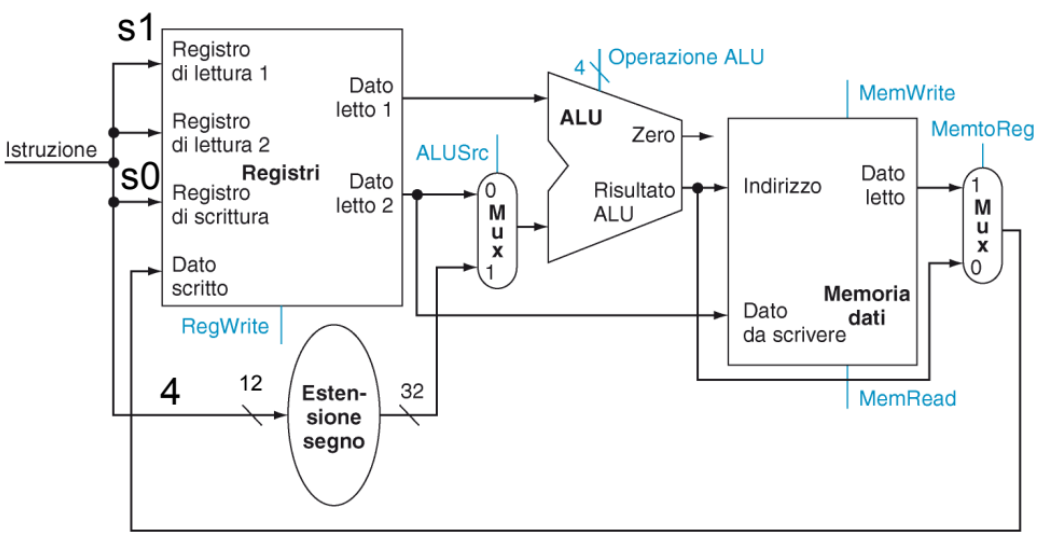 s1
Registro
di lettura 1
Registro
di lettura 2
Istruzione
s0
Registri
Registro
di scrittura
Dato
scritto
Dato
letto 1
Dato
letto 2
RegWrite
4
12
Esten-
sione
segno
32
ALUSrc
0
M
u
x
1
4
Operazione ALU
ALU
Zero
Risultato
ALU
MemWrite
Indirizzo
Dato
letto
Dato
da scrivere
Memoria
dati
MemRead
MemtoReg
1
M
u
x
0